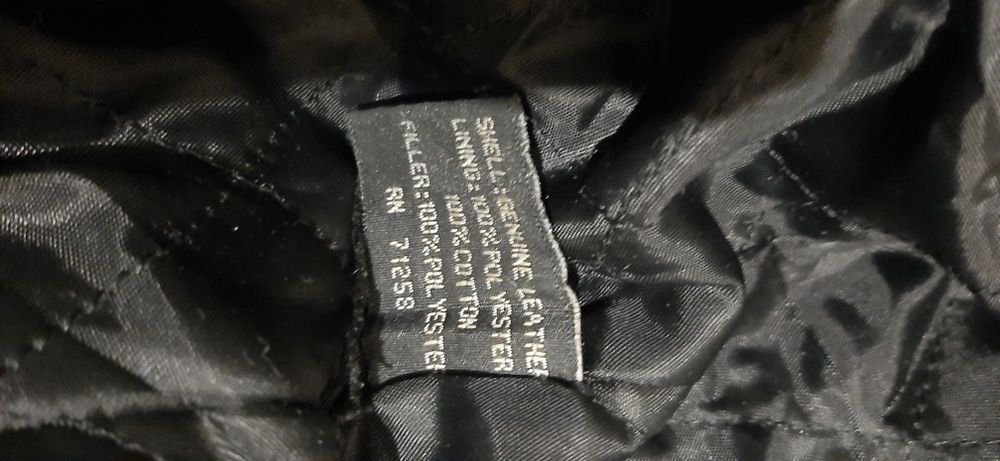 SHELL: GENUINE LEATHER
LINING: 100% POLYESTER
100% COTTON
FILLER: 100% POLYESTER
RN 71258